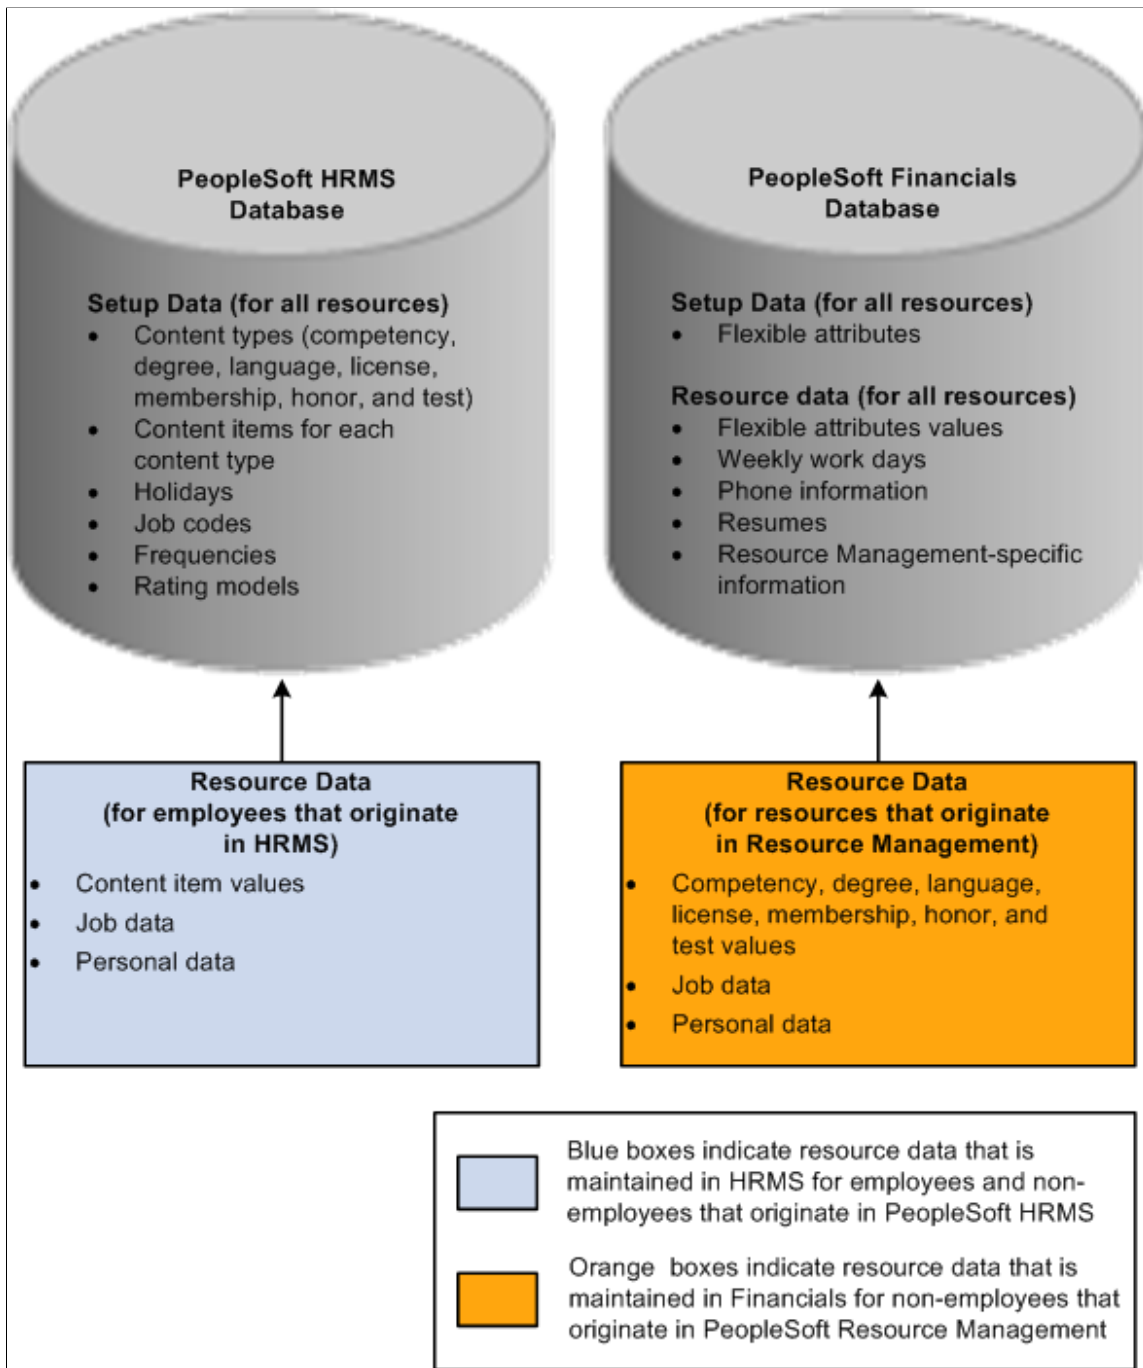 PeopleSoft HRMS
Database
Setup Data (for all resources)
• Content types (competency,
degree, language, license,
membership, honor, and test)
• Content items for each
content type
• Holidays
• Job codes
• Frequencies
• Rating models
PeopleSoft Financials
Database
Setup Data (for all resources)
• Flexible attributes
Resource data (for all resources)
• Flexible attributes values
• Weekly work days
• Phone information
• Resumes
• Resource Management-specific
information
Resource Data
(for employees that originate
in HRMS)
• Content item values
• Job data
• Personal data
Resource Data
(for resources that originate
in Resource Management)
• Competency, degree, language,
license, membership, honor, and
test values
• Job data
• Personal data
Blue boxes indicate resource data that is
maintained in HRMS for employees and non-
employees that originate in PeopleSoft HRMS
Orange boxes indicate resource data that is
maintained in Financials for non-employees that
originate in PeopleSoft Resource Management